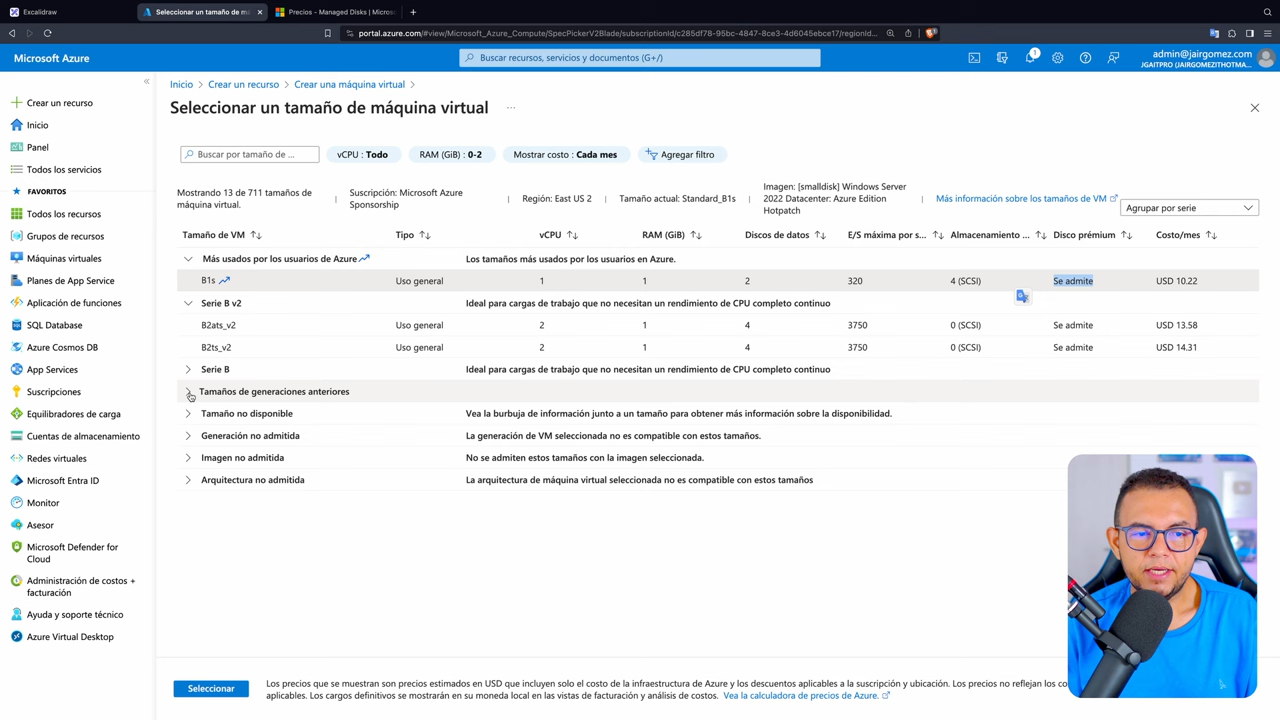 Excalidraw
Seleccionar un tamaño de m
Precios - Managed Disks | Micros
portal.azure.com/#view/Microsoft_Azure_Compute/SpecPickerV2Blade/subscriptionId/c285df78-95bc-4847-8ce3-4d6045ebce17/regionId...
Microsoft Azure
Buscar recursos, servicios y documentos (G+/)
1
admin@jairgomez.com
JGAITPRO (JAIRGOMEZITHOTMA...
Crear un recurso
Inicio
Panel
Todos los servicios
FAVORITOS
Todos los recursos
Grupos de recursos
Máquinas virtuales
Planes de App Service
Aplicación de funciones
SQL Database
Azure Cosmos DB
App Services
Suscripciones
Equilibradores de carga
Cuentas de almacenamiento
Redes virtuales
Microsoft Entra ID
Monitor
Asesor
Microsoft Defender for
Cloud
Administración de costos +
facturación
Ayuda y soporte técnico
Azure Virtual Desktop
Inicio > Crear un recurso > Crear una máquina virtual >
Seleccionar un tamaño de máquina virtual ...
Buscar por tamaño de ...
vCPU : Todo
RAM (GiB) : 0-2
Mostrar costo : Cada mes
Agregar filtro
Mostrando 13 de 711 tamaños de
máquina virtual.
Suscripción: Microsoft Azure
Sponsorship
Región: East US 2
Tamaño actual: Standard_B1s
Imagen: [smalldisk] Windows Server
2022 Datacenter: Azure Edition
Hotpatch
Más información sobre los tamaños de VM
Agrupar por serie
Tamaño de VM Tipo vCPU RAM (GiB) Discos de datos E/S máxima por s... Almacenamiento ... Disco prémium Costo/mes
Más usados por los usuarios de Azure Los tamaños más usados por los usuarios en Azure.
B1s Uso general 1 1 2 320 4 (SCSI) Se admite USD 10.22
Serie B v2 Ideal para cargas de trabajo que no necesitan un rendimiento de CPU completo continuo
B2ats_v2 Uso general 2 1 4 3750 0 (SCSI) Se admite USD 13.58
B2ts_v2 Uso general 2 1 4 3750 0 (SCSI) Se admite USD 14.31
Serie B Ideal para cargas de trabajo que no necesitan un rendimiento de CPU completo continuo
Tamaños de generaciones anteriores
Tamaño no disponible Vea la burbuja de información junto a un tamaño para obtener más información sobre la disponibilidad.
Generación no admitida La generación de VM seleccionada no es compatible con estos tamaños.
Imagen no admitida No se admiten estos tamaños con la imagen seleccionada.
Arquitectura no admitida La arquitectura de máquina virtual seleccionada no es compatible con estos tamaños
Seleccionar
Los precios que se muestran son precios estimados en USD que incluyen solo el costo de la infraestructura de Azure y los descuentos aplicables a la suscripción y ubicación. Los precios no reflejan los co
aplicables. Los cargos definitivos se mostrarán en su moneda local en las vistas de facturación y análisis de costos. Vea la calculadora de precios de Azure.